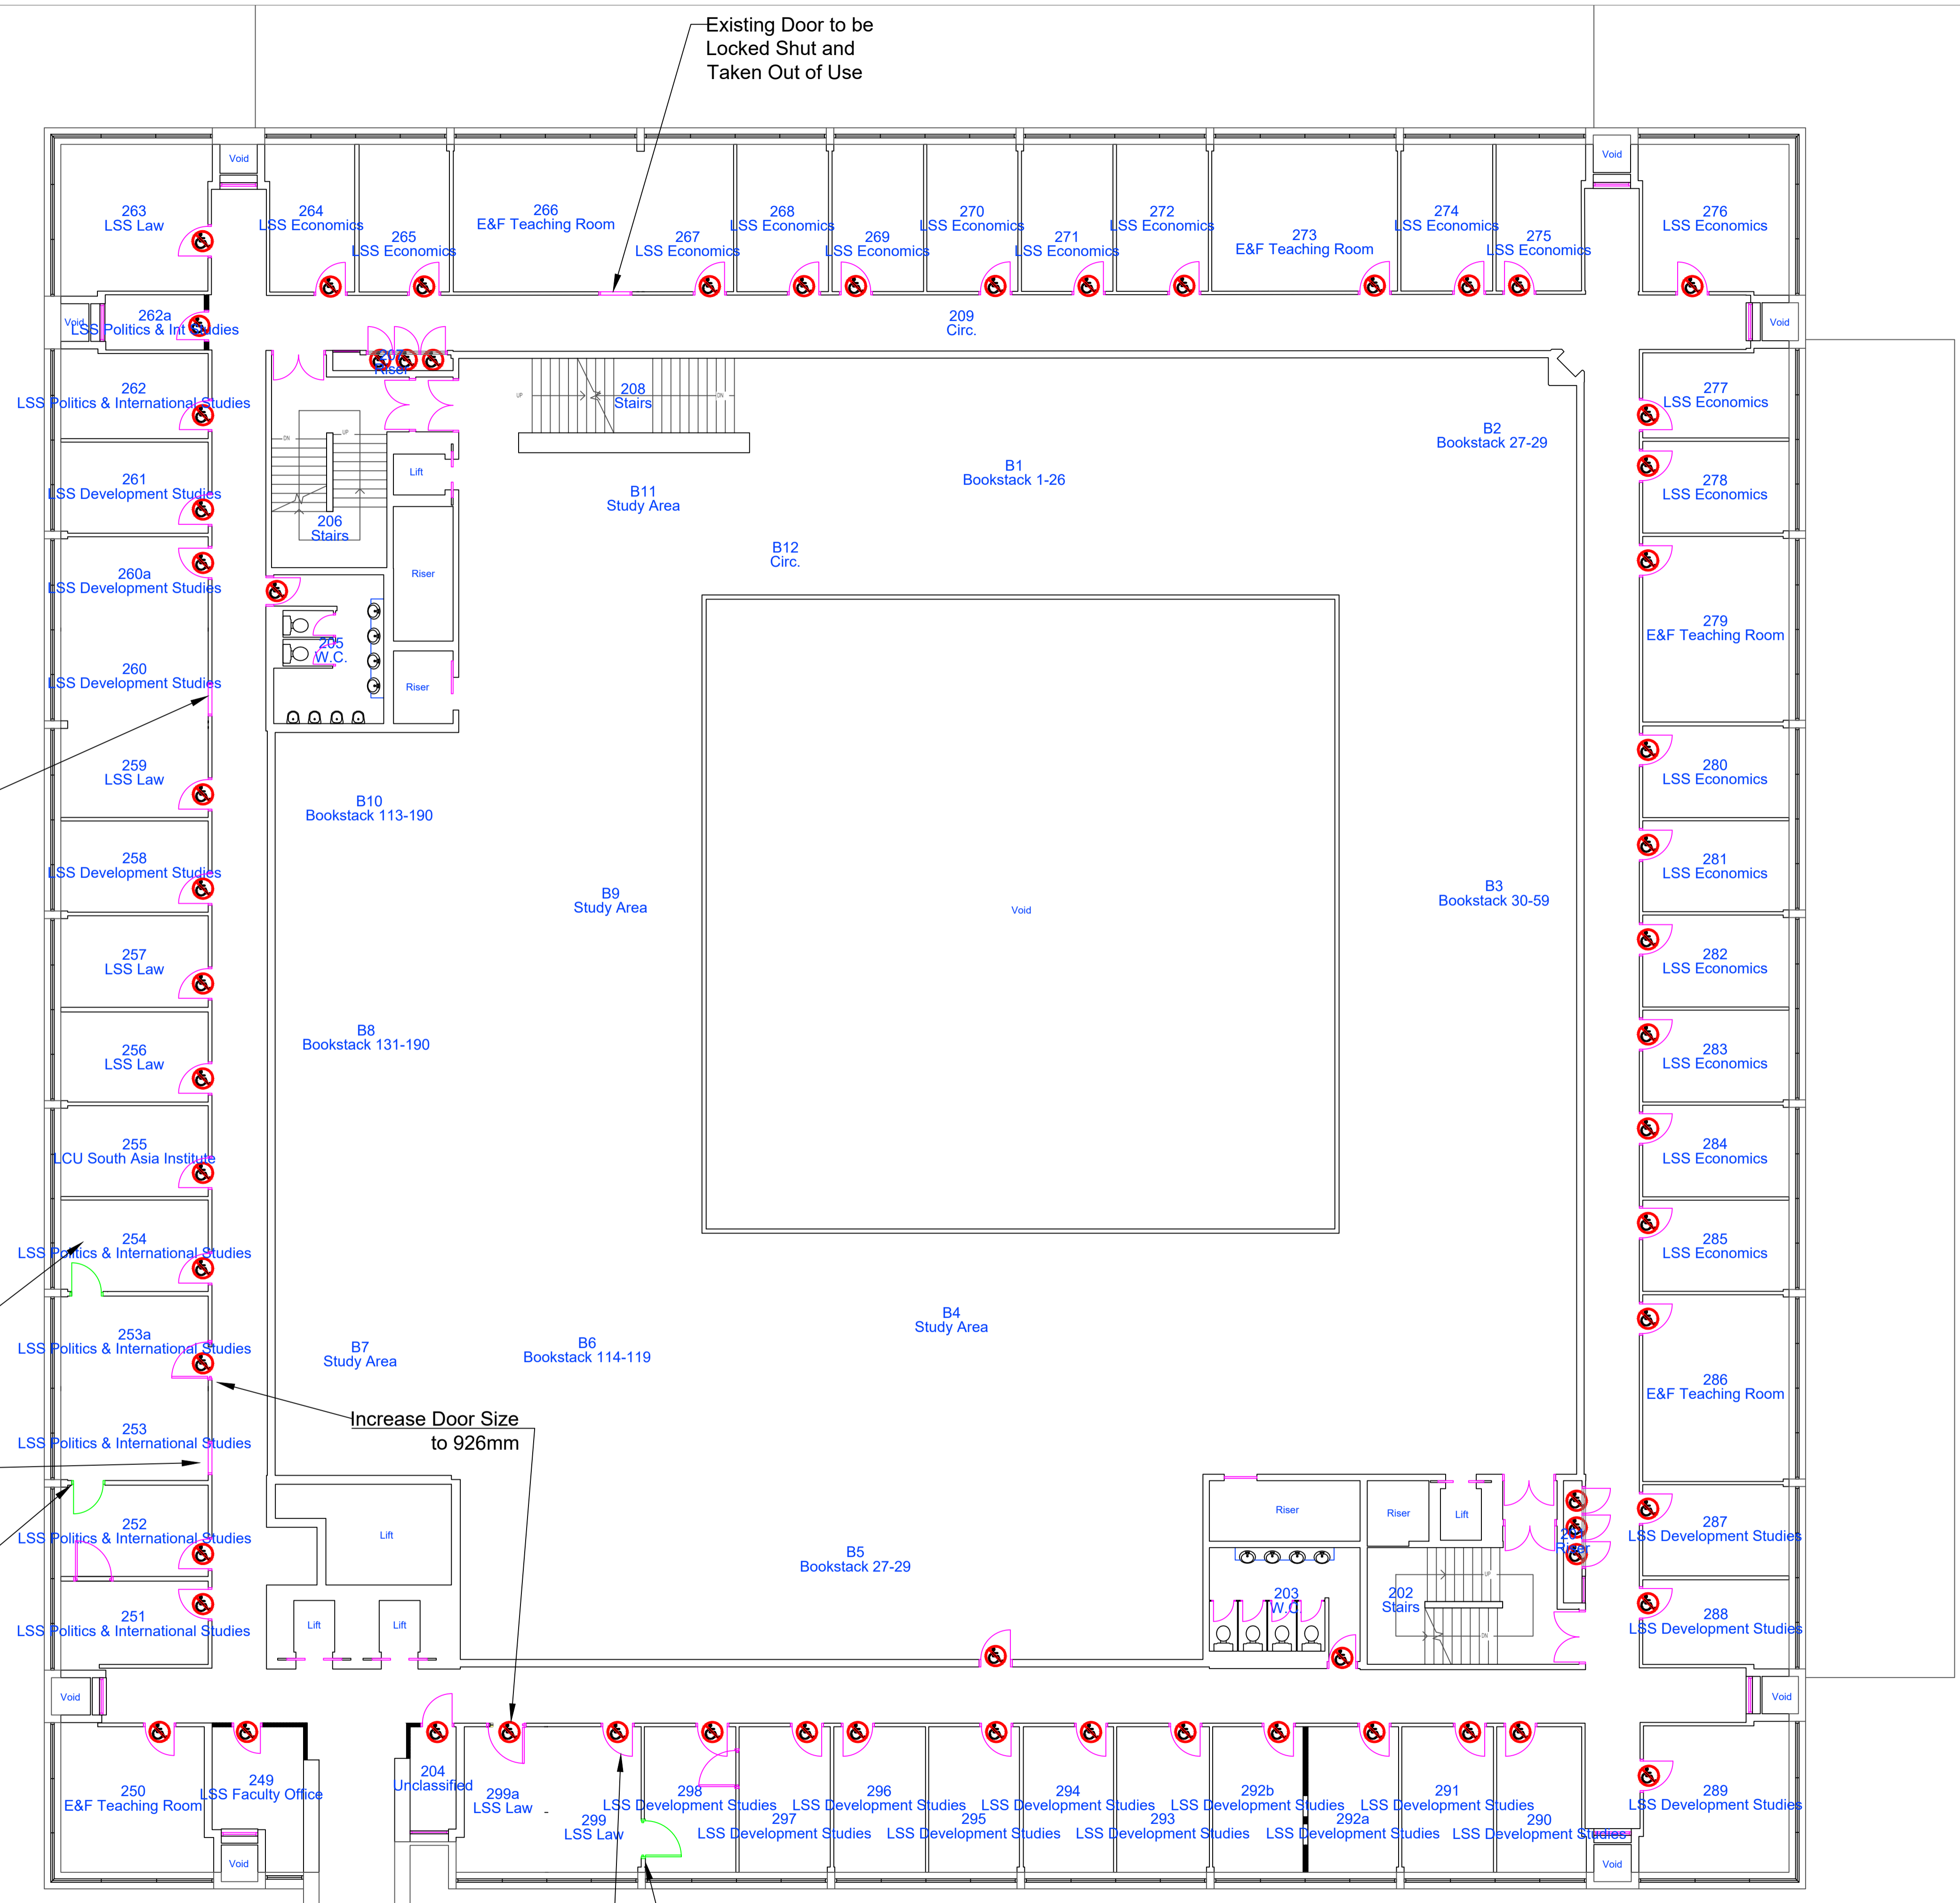 Existing Door to be
Locked Shut and
Taken Out of Use
Void
Void
263
LSS Law
264
LSS Economics
265
LSS Economics
266
E&F Teaching Room
267
LSS Economics
268
LSS Economics
269
LSS Economics
270
LSS Economics
271
LSS Economics
272
LSS Economics
273
E&F Teaching Room
274
LSS Economics
275
LSS Economics
276
LSS Economics
Void
262a
LSS Politics & Int Studies
209
Circ.
Void
Riser
262
LSS Politics & International Studies
208
Stairs
UP
DN
277
LSS Economics
B2
Bookstack 27-29
DN
UP
Lift
B1
Bookstack 1-26
261
LSS Development Studies
B11
Study Area
278
LSS Economics
206
Stairs
B12
Circ.
260a
LSS Development Studies
Riser
279
E&F Teaching Room
205
W.C.
260
LSS Development Studies
Riser
259
LSS Law
280
LSS Economics
B10
Bookstack 113-190
258
LSS Development Studies
281
LSS Economics
B9
Study Area
Void
B3
Bookstack 30-59
257
LSS Law
282
LSS Economics
B8
Bookstack 131-190
256
LSS Law
283
LSS Economics
255
LCU South Asia Institute
284
LSS Economics
254
LSS Politics & International Studies
285
LSS Economics
253a
LSS Politics & International Studies
B7
Study Area
B6
Bookstack 114-119
B4
Study Area
286
E&F Teaching Room
Increase Door Size
to 926mm
253
LSS Politics & International Studies
252
LSS Politics & International Studies
Lift
Riser
Riser
Lift
Riser
287
LSS Development Studies
B5
Bookstack 27-29
UP
203
W.C.
202
Stairs
DN
251
LSS Politics & International Studies
Lift
Lift
288
LSS Development Studies
Void
Void
250
E&F Teaching Room
249
LSS Faculty Office
204
Unclassified
299a
LSS Law
299
LSS Law
298
LSS Development Studies
297
LSS Development Studies
296
LSS Development Studies
295
LSS Development Studies
294
LSS Development Studies
293
LSS Development Studies
292b
LSS Development Studies
292a
LSS Development Studies
291
LSS Development Studies
290
LSS Development Studies
289
LSS Development Studies
Void
Void